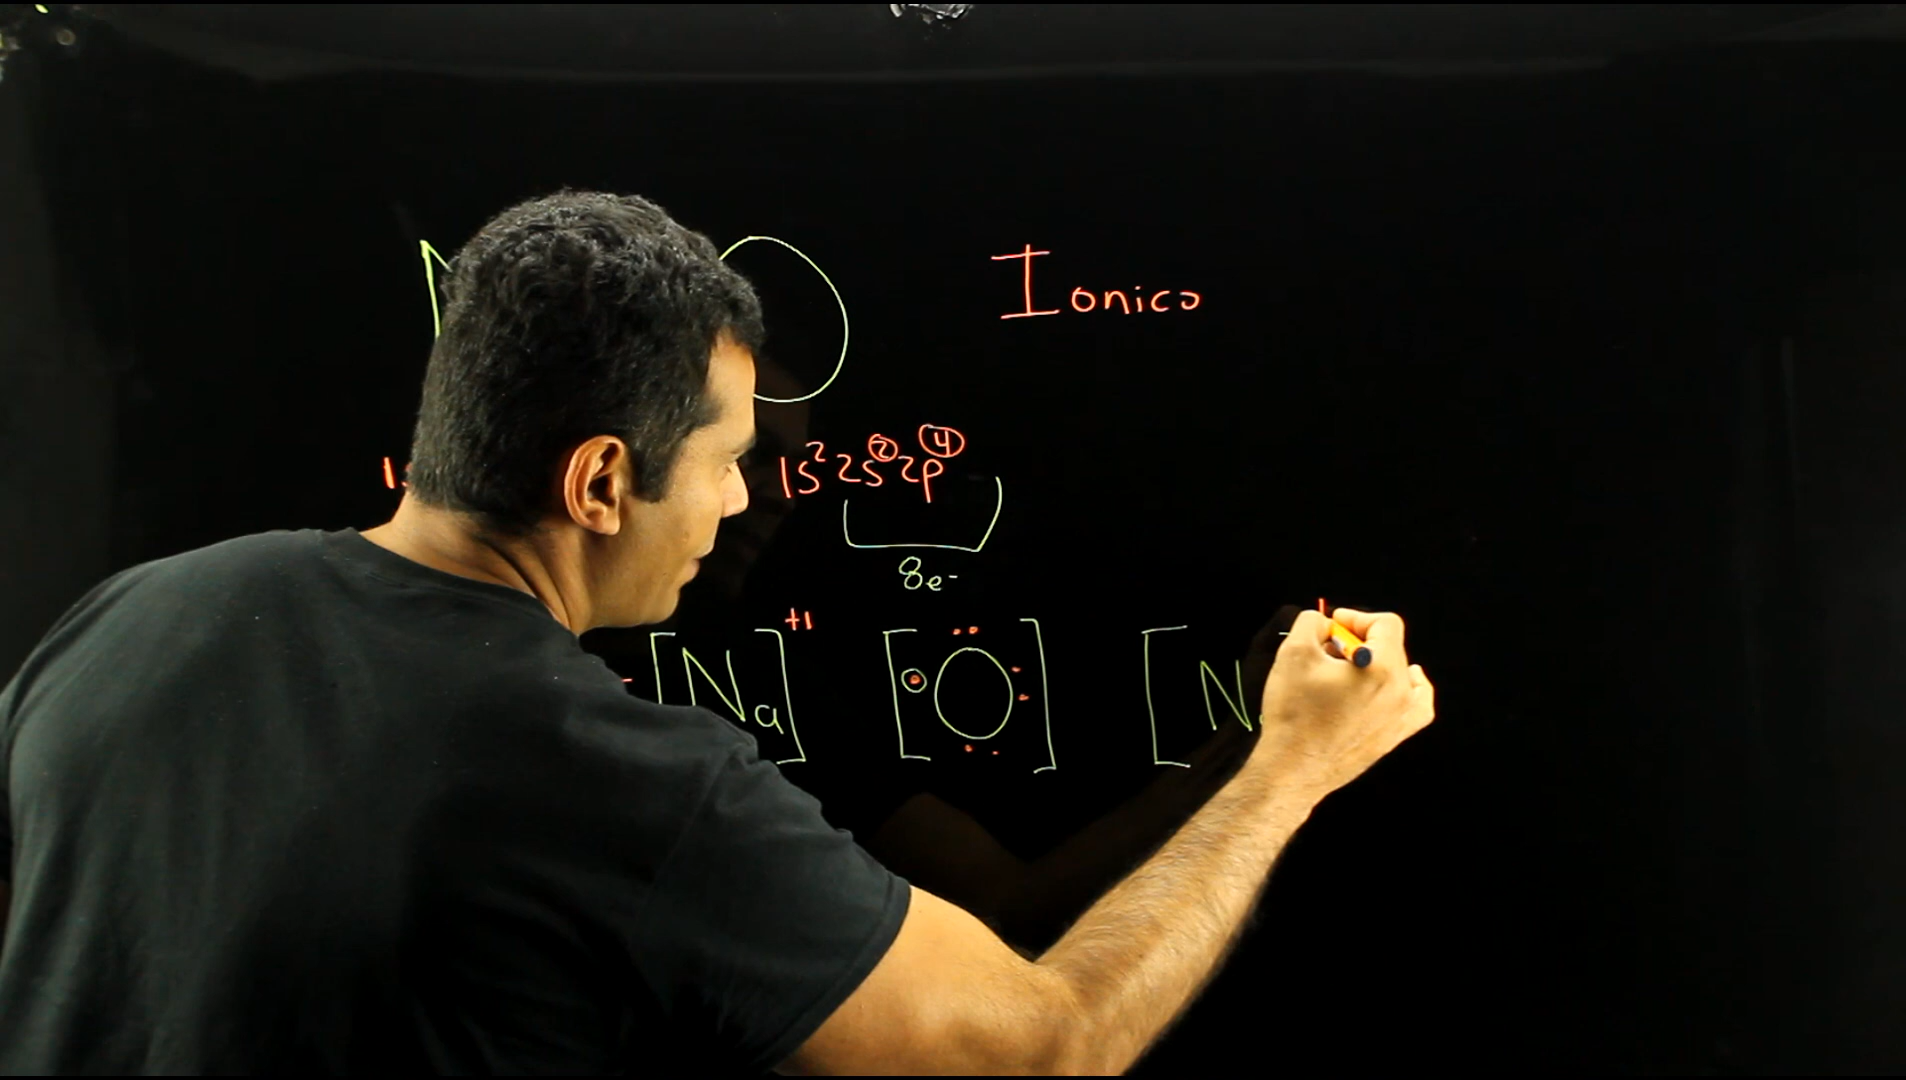 O Ionico
1s²2s²2p⁴
8e⁻
[Na]⁺¹ [O] [N